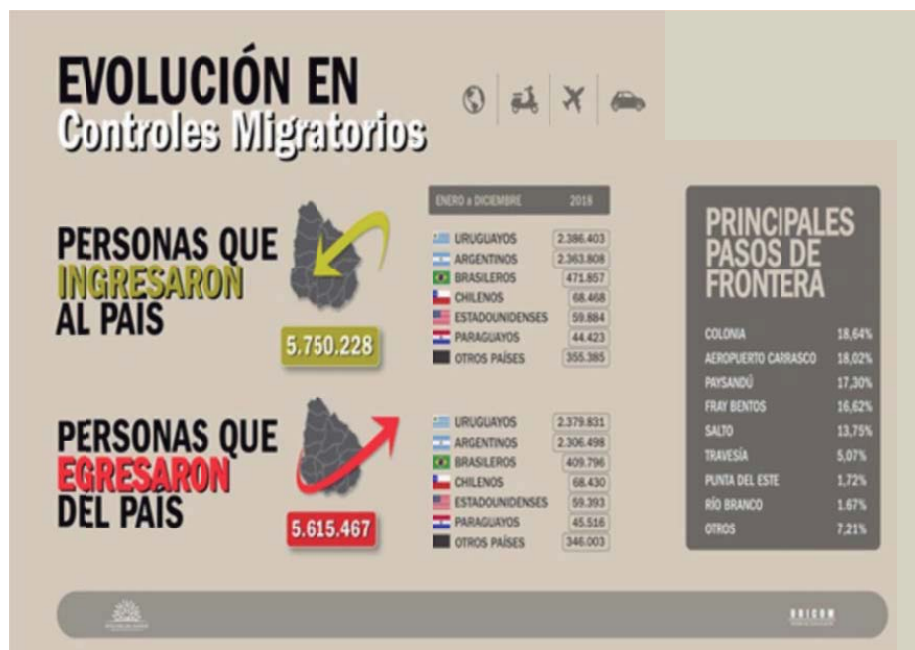 EVOLUCIÓN EN
Controles Migratorios
PERSONAS QUE
INGRESARON
AL PAÍS
5.750.228
ENERO a DICIEMBRE 2018
URUGUAYOS 2.386.403
ARGENTINOS 2.363.808
BRASILEROS 471.857
CHILENOS 68.468
ESTADOUNIDENSES 59.884
PARAGUAYOS 44.423
OTROS PAÍSES 355.385
PERSONAS QUE
EGRESARON
DEL PAÍS
5.615.467
URUGUAYOS 2.379.831
ARGENTINOS 2.306.498
BRASILEROS 409.796
CHILENOS 68.430
ESTADOUNIDENSES 59.393
PARAGUAYOS 45.516
OTROS PAÍSES 346.003
PRINCIPALES
PASOS DE
FRONTERA
COLONIA 18,64%
AEROPUERTO CARRASCO 18,02%
PAYSANDÚ 17,30%
FRAY BENTOS 16,62%
SALTO 13,75%
TRAVESÍA 5,07%
PUNTA DEL ESTE 1,72%
RÍO BRANCO 1.67%
OTROS 7,21%
UNICOM